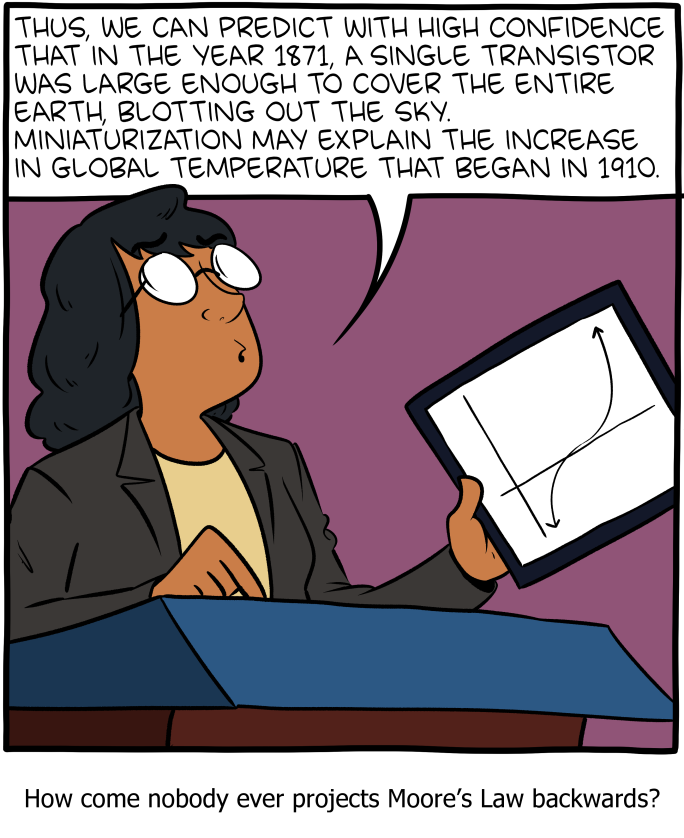 THUS, WE CAN PREDICT WITH HIGH CONFIDENCE
THAT IN THE YEAR 1871, A SINGLE TRANSISTOR
WAS LARGE ENOUGH TO COVER THE ENTIRE
EARTH, BLOTTING OUT THE SKY.
MINIATURIZATION MAY EXPLAIN THE INCREASE
IN GLOBAL TEMPERATURE THAT BEGAN IN 1910.
How come nobody ever projects Moore's Law backwards?